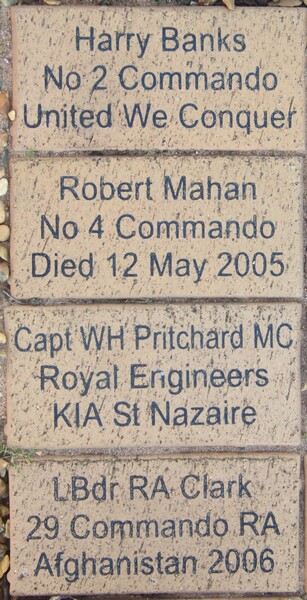 Harry Banks
No 2 Commando
United We Conquer
Robert Mahan
No 4 Commando
Died 12 May 2005
Capt WH Pritchard MC
Royal Engineers
KIA St Nazaire
LBdr RA Clark
29 Commando RA
Afghanistan 2006